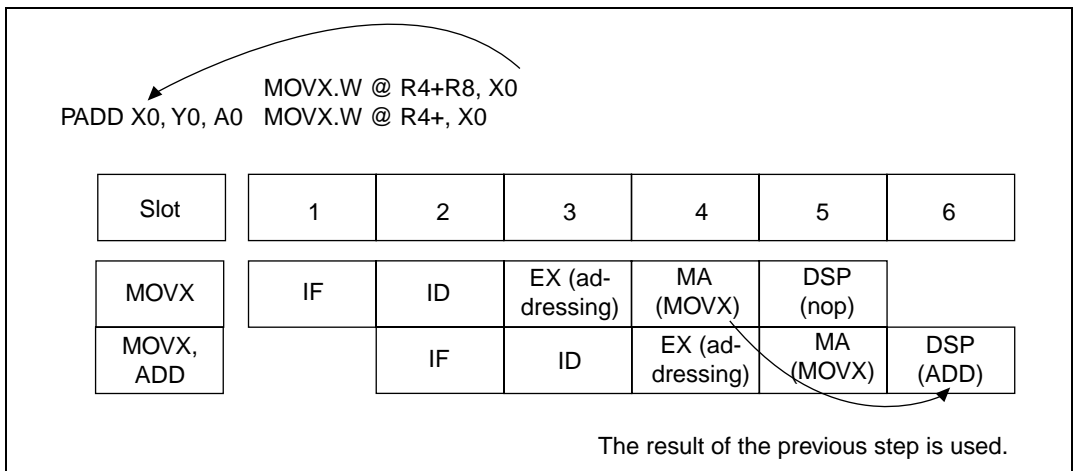 MOVX.W @ R4+R8, X0
PADD X0, Y0, A0 MOVX.W @ R4+, X0
Slot 1 2 3 4 5 6
MOVX IF ID EX (ad-
dressing) MA
(MOVX) DSP
(nop)
MOVX,
ADD IF ID EX (ad-
dressing) MA
(MOVX) DSP
(ADD)
The result of the previous step is used.